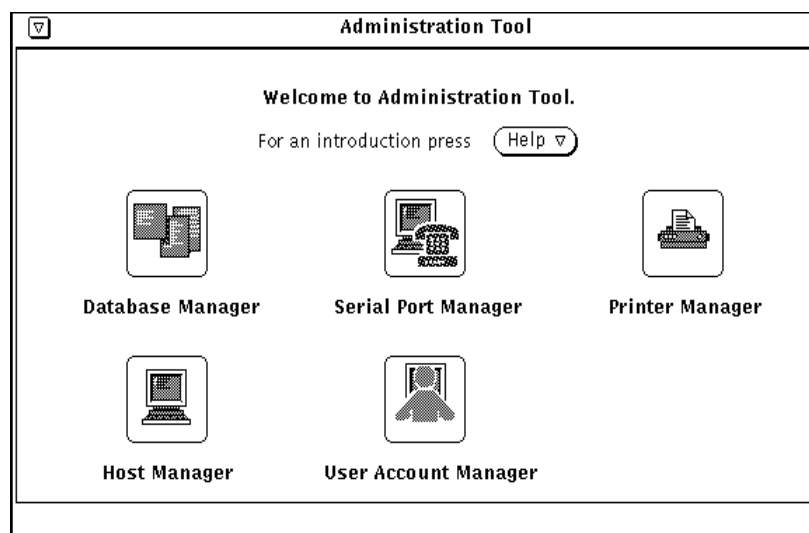 Administration Tool
Welcome to Administration Tool.
For an introduction press Help
Database Manager Serial Port Manager Printer Manager
Host Manager User Account Manager